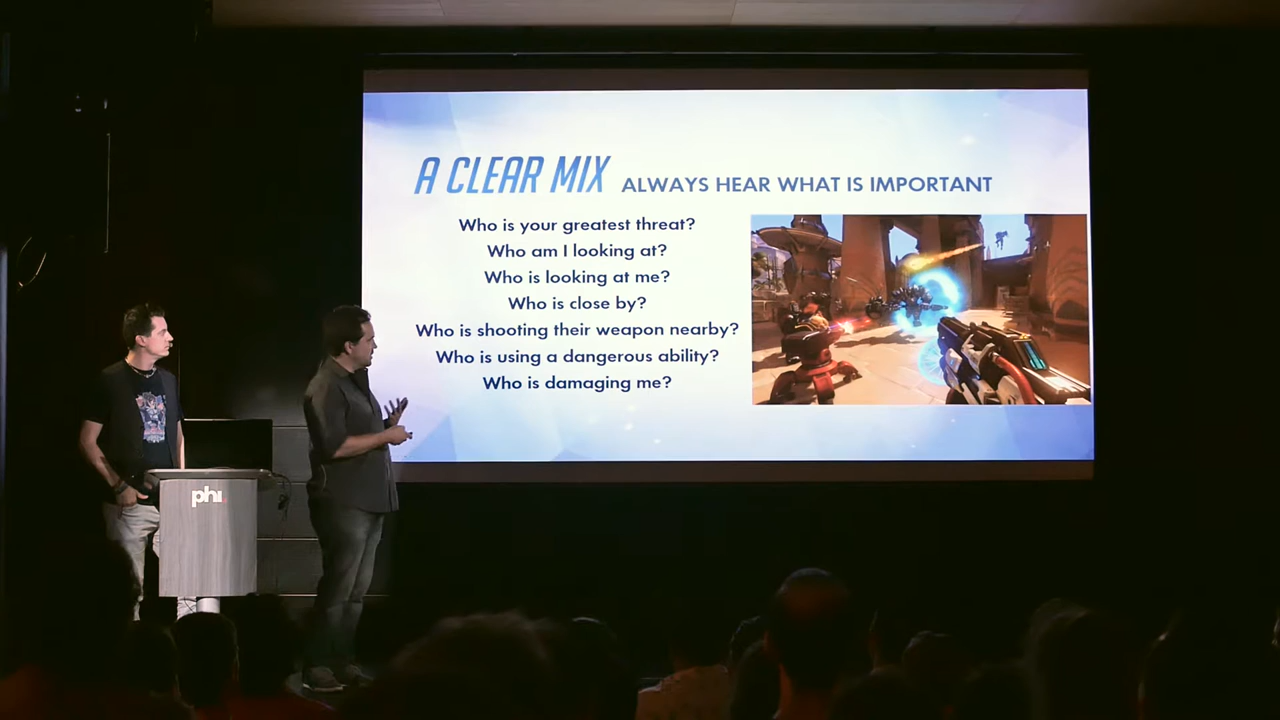 A CLEAR MIX ALWAYS HEAR WHAT IS IMPORTANT
Who is your greatest threat?
Who am I looking at?
Who is looking at me?
Who is close by?
Who is shooting their weapon nearby?
Who is using a dangerous ability?
Who is damaging me?
phi